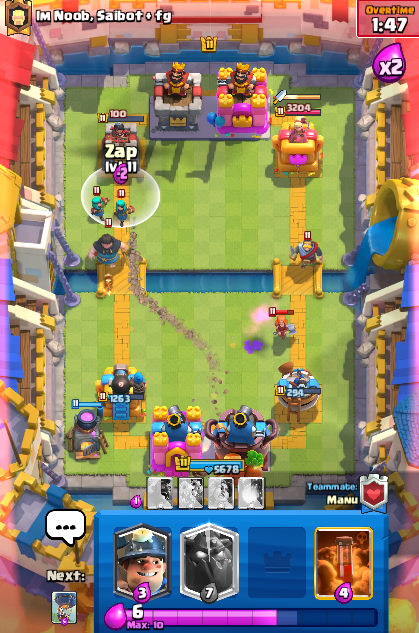 Im Noob, Saibot + fg
Overtime
1:47
x2
100
3204
Zap
lvl 11
-2
1263
294
5678
Teammate:
Manu
...
3
7
4
Next:
6
Max: 10